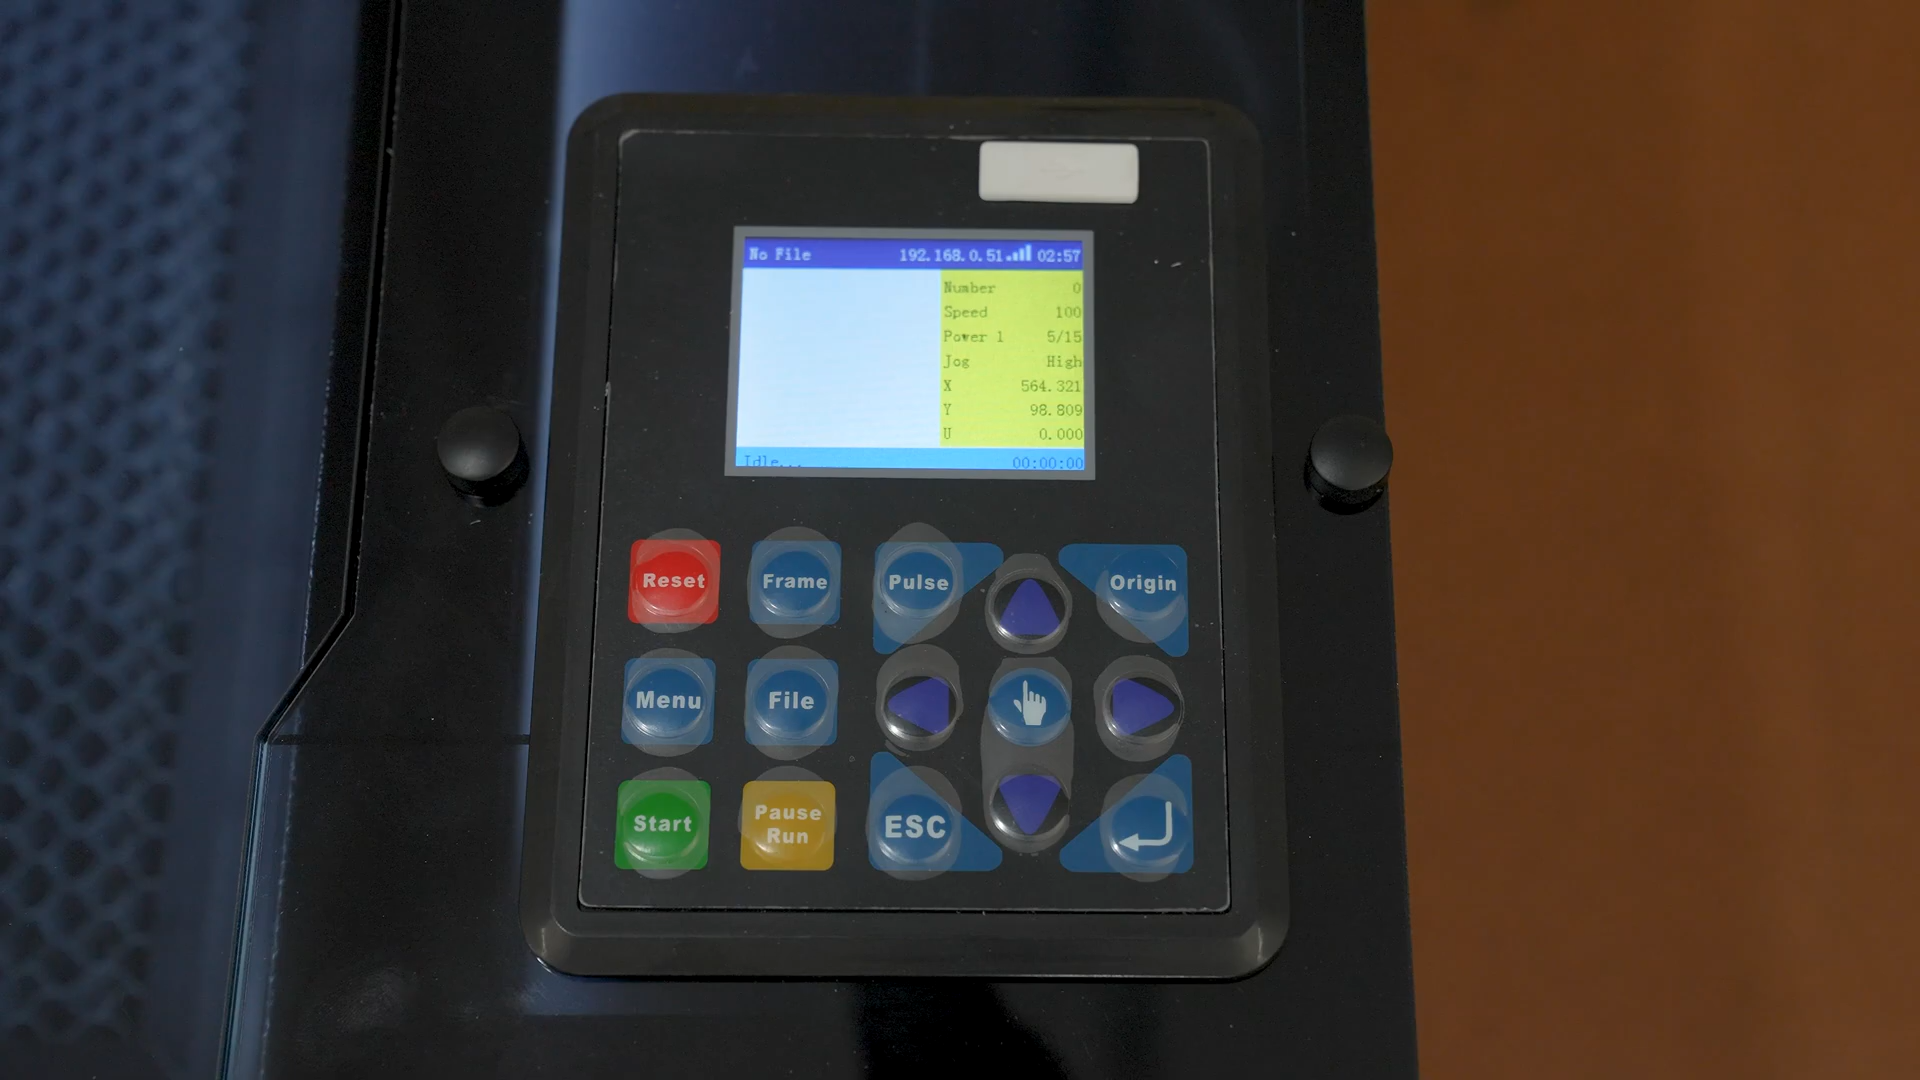 No File 192.168.0.51 02:57
Number 0
Speed 100
Power 1 5/15
Jog High
X 564.321
Y 98.809
U 0.000
Idle... 00:00:00
Reset Frame Pulse Origin
Menu File
Start Pause Run ESC